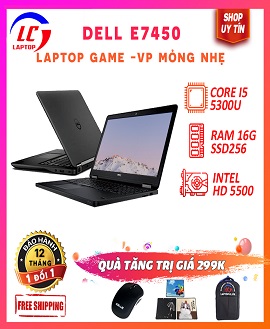 LC
LAPTOP
DELL E7450
SHOP
UY TÍN
LAPTOP GAME -VP MỎNG NHẸ
CORE I5
5300U
RAM 16G
SSD256
INTEL
HD 5500
BẢO HÀNH
12
THÁNG
1 ĐỔI 1
QUÀ TĂNG TRỊ GIÁ 299K
FREE SHIPPING